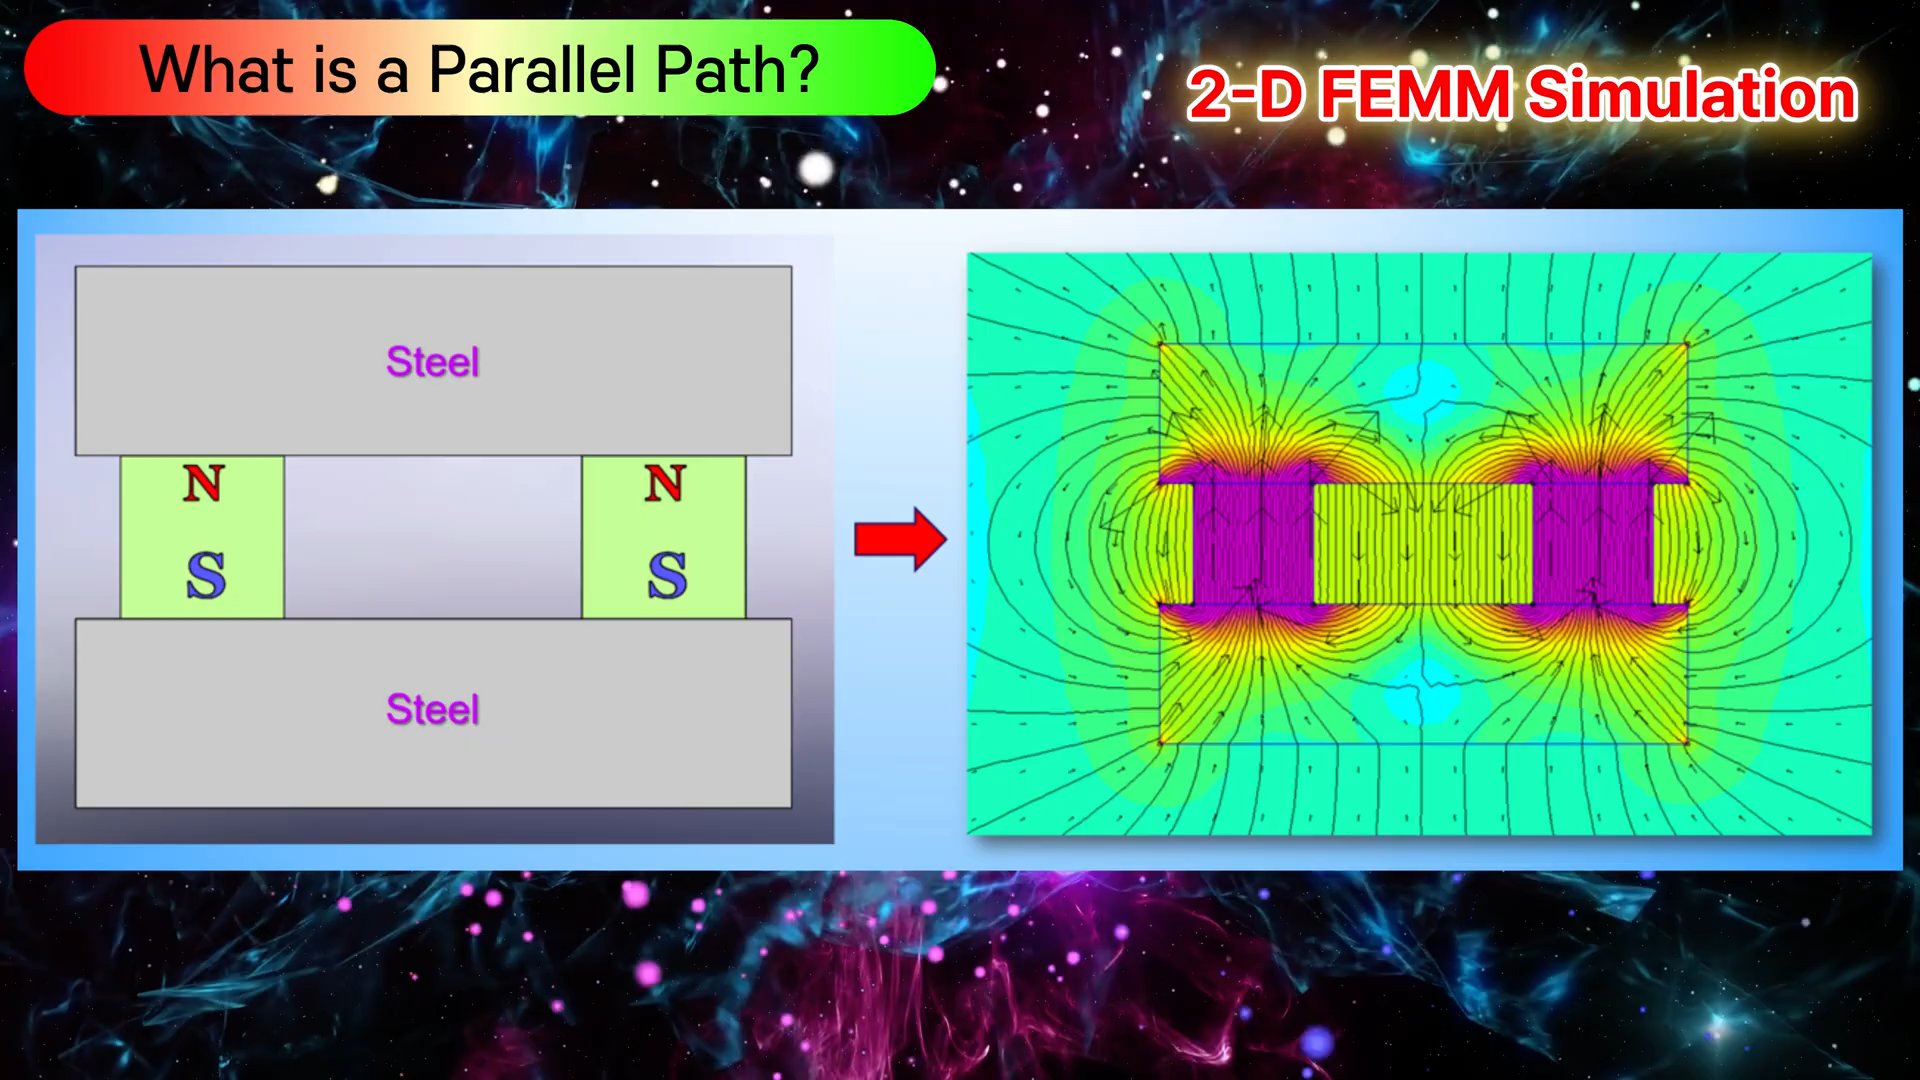 What is a Parallel Path?
2-D FEMM Simulation
Steel
N N
S S
Steel